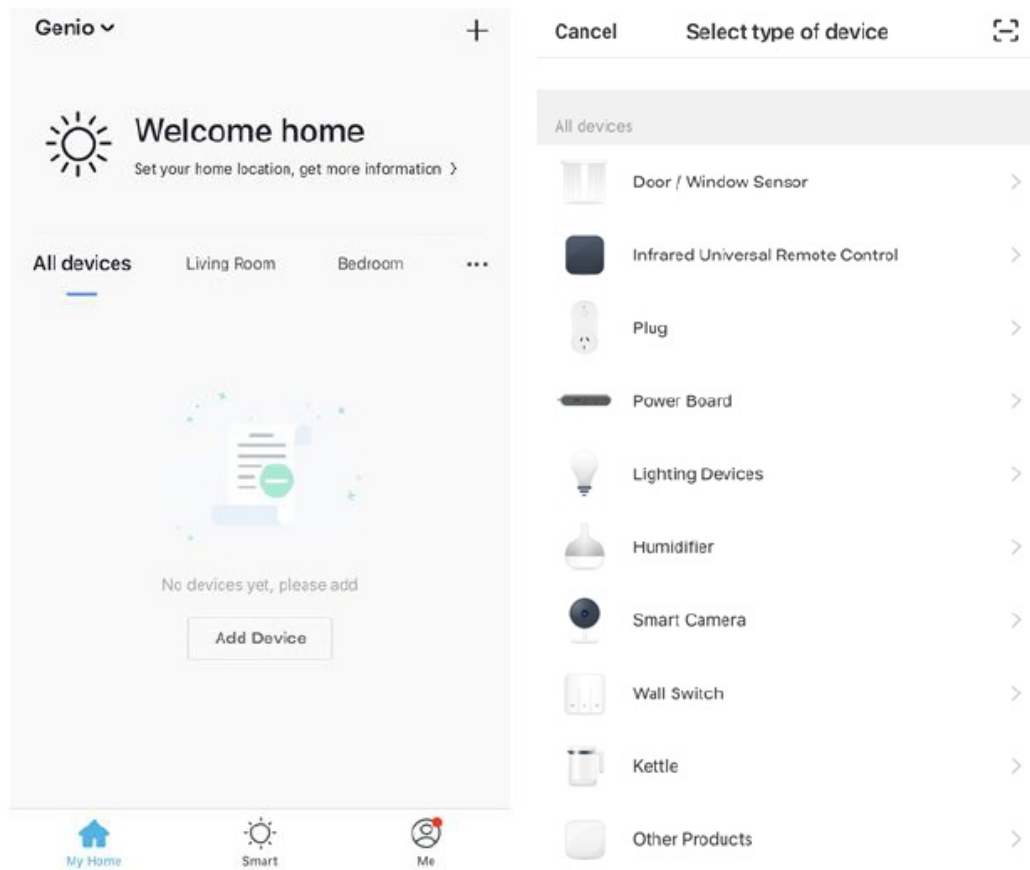 Genio
Welcome home
Set your home location, get more information
All devices
Living Room
Bedroom
No devices yet, please add
Add Device
My Home
Smart
Me
Cancel
Select type of device
All devices
Door / Window Sensor
Infrared Universal Remote Control
Plug
Power Board
Lighting Devices
Humidifier
Smart Camera
Wall Switch
Kettle
Other Products